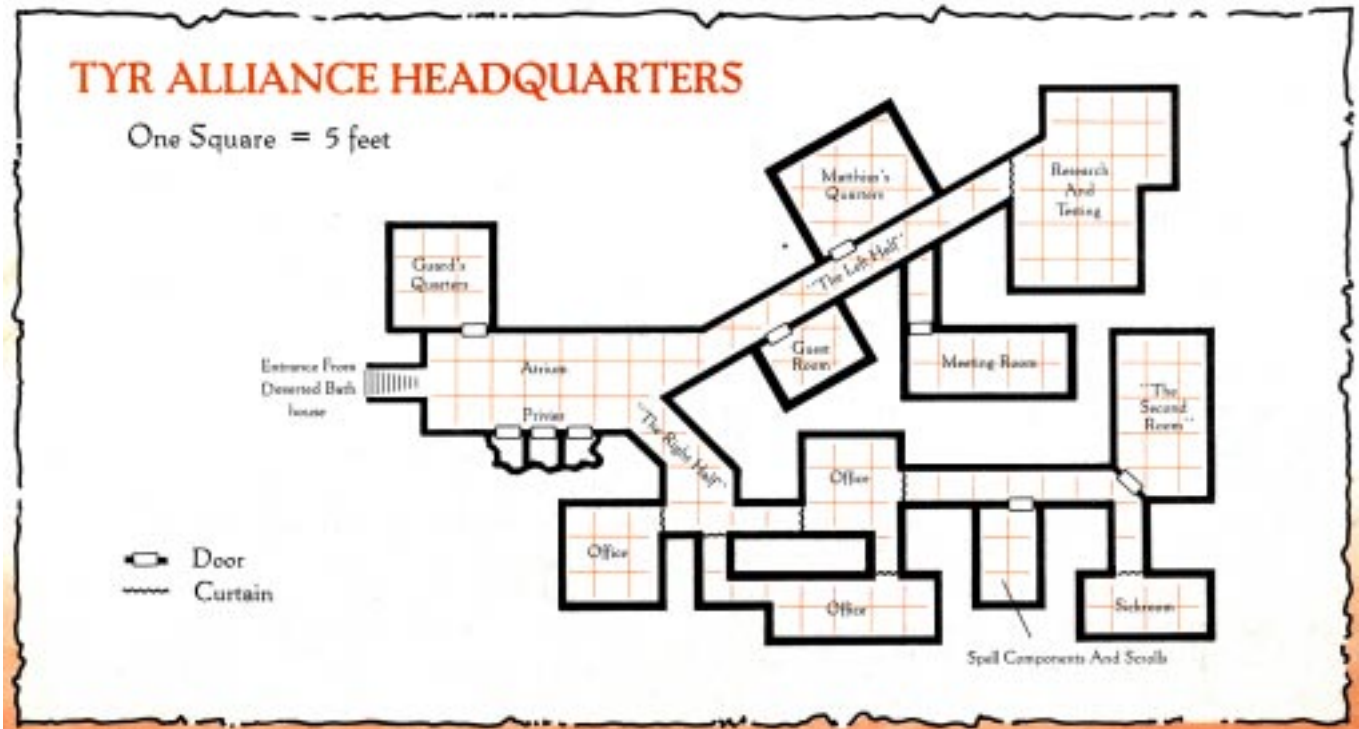 TYR ALLIANCE HEADQUARTERS
One Square = 5 feet
Matthias's
Quarters
Research
And
Testing
Guard's
Quarters
"The Left Hall"
Entrance From
Deserted Bath
house
Atrium
Guest
Room
Meeting Room
Privies
"The
Second
Room"
"The Right Hall"
Office
Office
Door
Curtain
Office
Sickroom
Spell Components And Scrolls